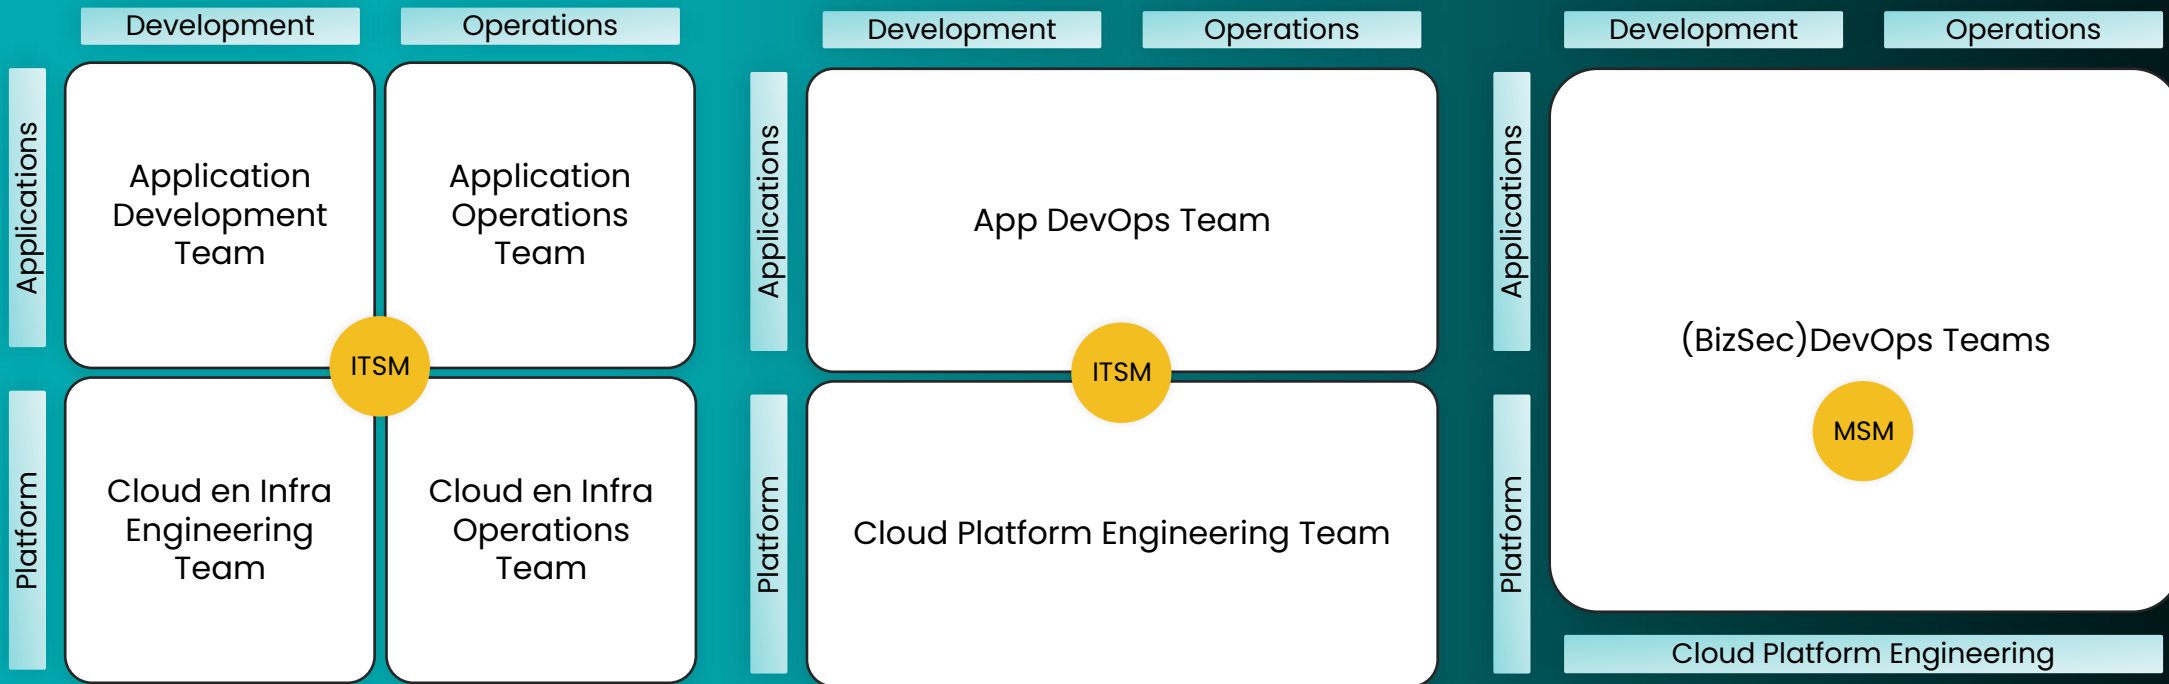 Development
Operations
Applications
Application
Development
Team
Application
Operations
Team
ITSM
Platform
Cloud en Infra
Engineering
Team
Cloud en Infra
Operations
Team
Development
Operations
Applications
App DevOps Team
ITSM
Platform
Cloud Platform Engineering Team
Development
Operations
Applications
(BizSec)DevOps Teams
MSM
Platform
Cloud Platform Engineering